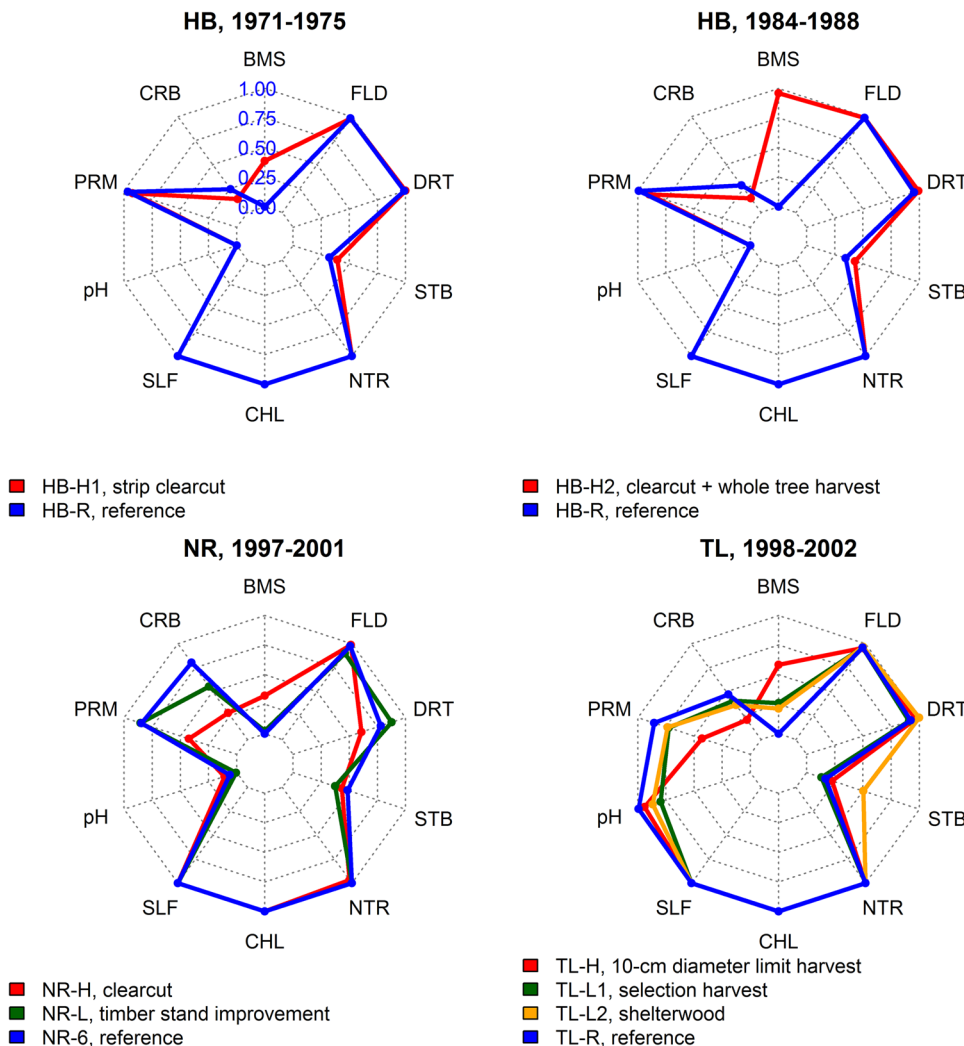 HB, 1971-1975
BMS
1.00
0.75
0.50
0.25
0.00
FLD
CRB
DRT
PRM
STB
pH
NTR
SLF
CHL
HB-H1, strip clearcut
HB-R, reference
HB, 1984-1988
BMS
FLD
CRB
DRT
PRM
STB
pH
NTR
SLF
CHL
HB-H2, clearcut + whole tree harvest
HB-R, reference
NR, 1997-2001
BMS
FLD
CRB
DRT
PRM
STB
pH
NTR
SLF
CHL
NR-H, clearcut
NR-L, timber stand improvement
NR-6, reference
TL, 1998-2002
BMS
FLD
CRB
DRT
PRM
STB
pH
NTR
SLF
CHL
TL-H, 10-cm diameter limit harvest
TL-L1, selection harvest
TL-L2, shelterwood
TL-R, reference